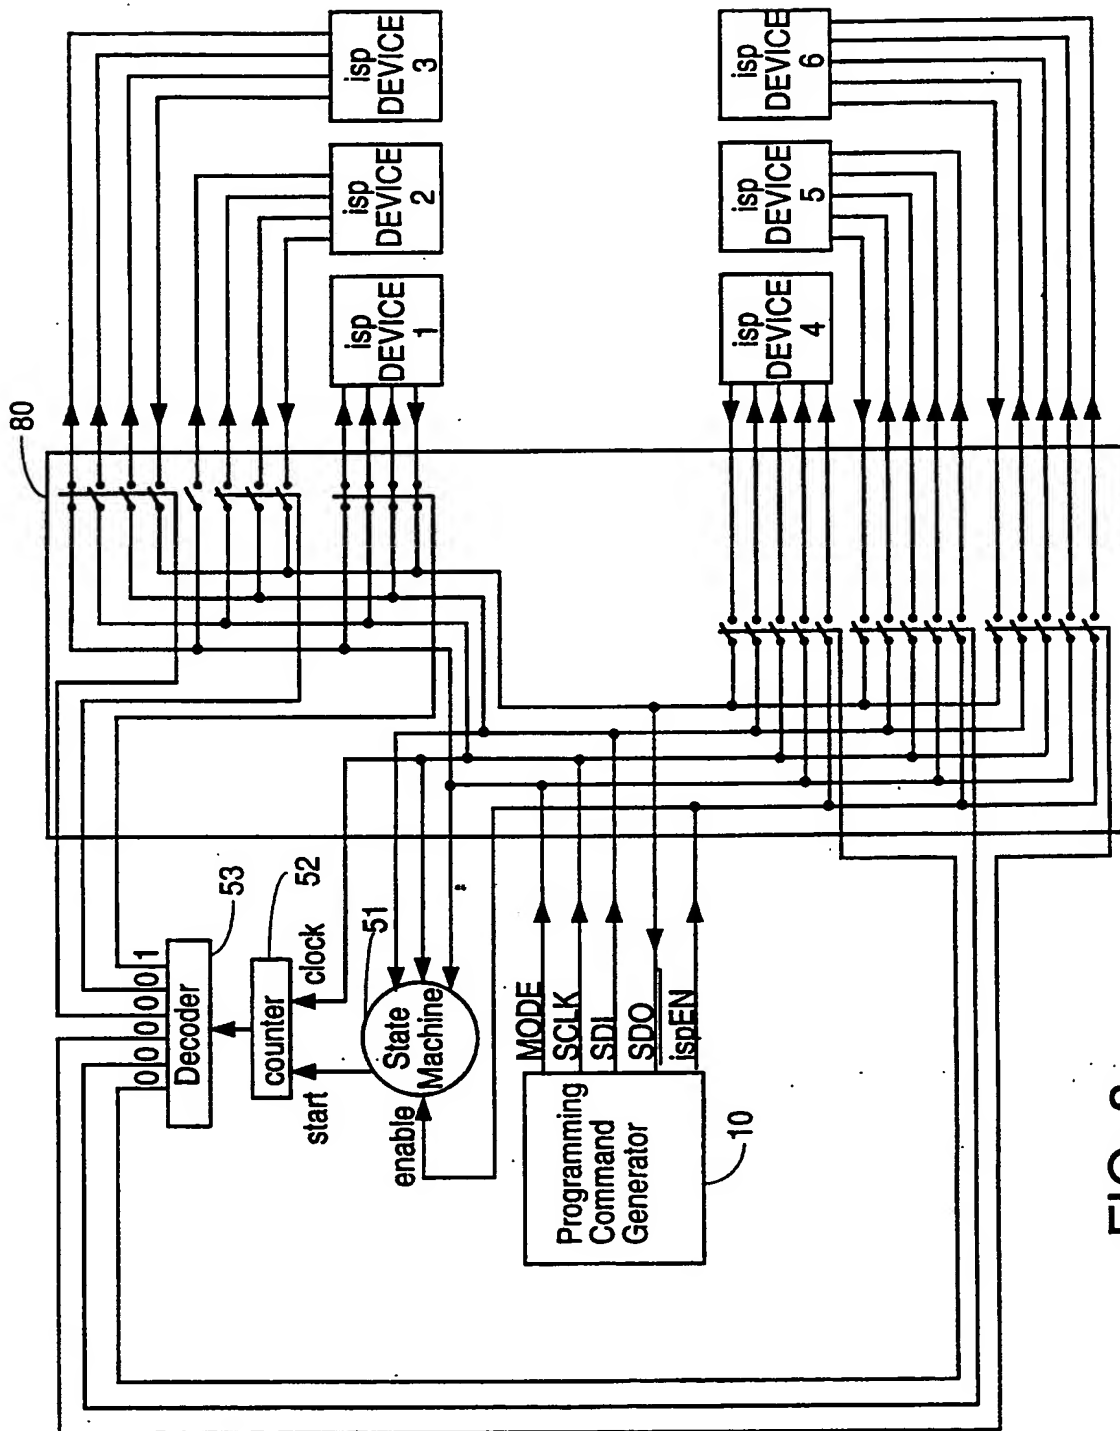 80
isp
DEVICE
3
isp
DEVICE
2
isp
DEVICE
1
isp
DEVICE
4
isp
DEVICE
5
isp
DEVICE
6
0 0 0 0 0 1
Decoder
53
counter
52
start
clock
State
Machine
51
enable
Programming
Command
Generator
10
MODE
SCLK
SDI
SDO
ispEN
FIG.